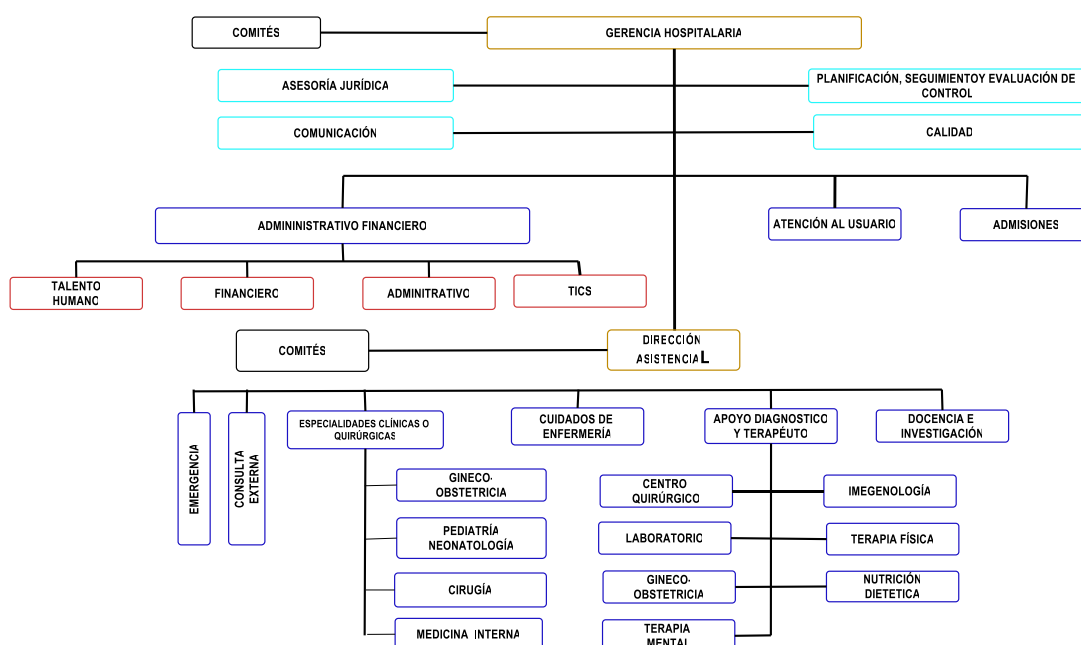 COMITÉS
GERENCIA HOSPITALARIA
ASESORÍA JURÍDICA
PLANIFICACIÓN, SEGUIMIENTOY EVALUACIÓN DE
CONTROL
COMUNICACIÓN
CALIDAD
ADMININISTRATIVO FINANCIERO
ATENCIÓN AL USUARIO
ADMISIONES
TALENTO
HUMANO
FINANCIERO
ADMINITRATIVO
TICS
COMITÉS
DIRECCIÓN
ASISTENCIAL
EMERGENCIA
CONSULTA
EXTERNA
ESPECIALIDADES CLÍNICAS O
QUIRÚRGICAS
CUIDADOS DE
ENFERMERÍA
APOYO DIAGNOSTICO
Y TERAPÉUTO
DOCENCIA E
INVESTIGACIÓN
GINECO-
OBSTETRICIA
PEDIATRÍA
NEONATOLOGÍA
CIRUGÍA
MEDICINA INTERNA
CENTRO
QUIRÚRGICO
IMEGENOLOGÍA
LABORATORIO
TERAPIA FÍSICA
GINECO-
OBSTETRICIA
NUTRICIÓN
DIETETICA
TERAPIA
MENTAL